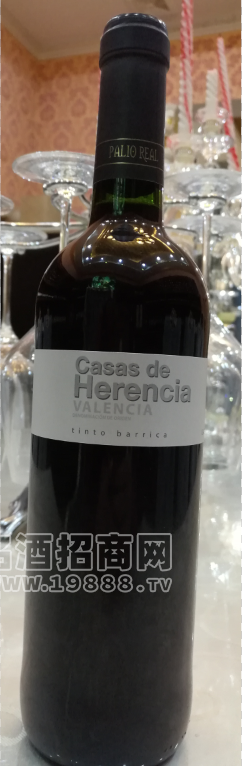 PALIO REAL
Casas de
Herencia
VALENCIA
tinto barrica
酒招商网
www.19888.tv